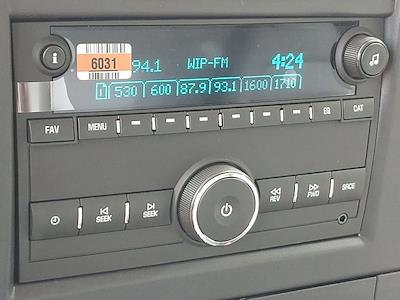 6031
94.1 WIP-FM 4:24
1 530 600 87.9 93.1 1600 1710
FAV MENU EQ CAT
SEEK SEEK REV FWD SRCE